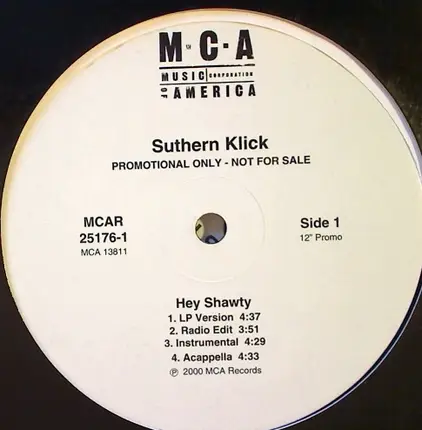 M·C·A
MUSIC CORPORATION
OF AMERICA
Suthern Klick
PROMOTIONAL ONLY - NOT FOR SALE
MCAR
25176-1
MCA 13811
Side 1
12" Promo
Hey Shawty
1. LP Version 4:37
2. Radio Edit 3:51
3. Instrumental 4:29
4. Acappella 4:33
℗ 2000 MCA Records